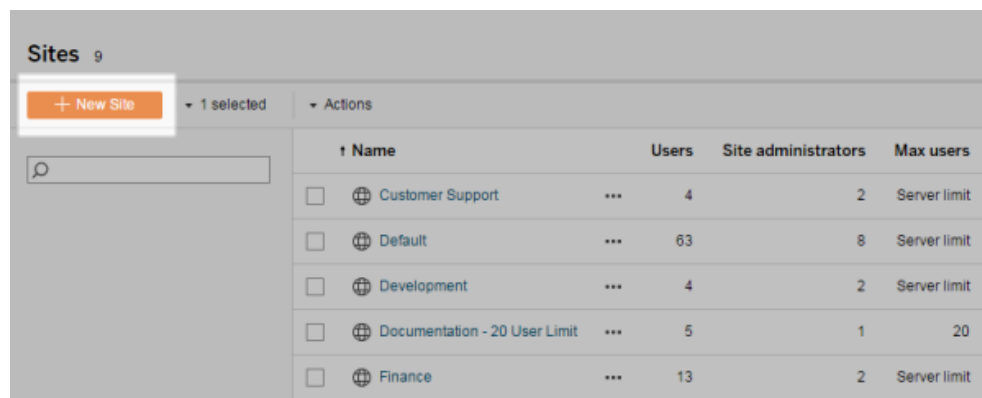 Sites 9
+ New Site 1 selected Actions
↑ Name Users Site administrators Max users
Customer Support ••• 4 2 Server limit
Default ••• 63 8 Server limit
Development ••• 4 2 Server limit
Documentation - 20 User Limit ••• 5 1 20
Finance ••• 13 2 Server limit